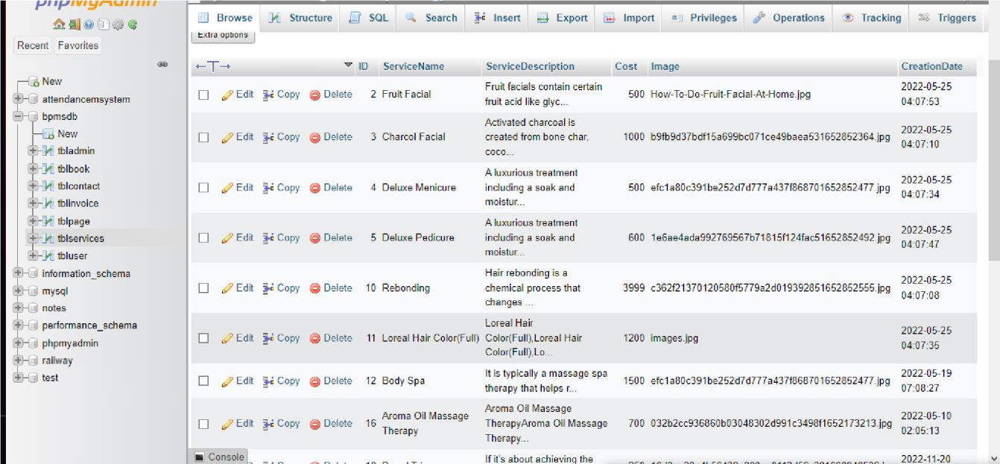 phpMyAdmin
Recent Favorites
New
attendancemsystem
bpmsdb
New
tbladmin
tblbook
tblcontact
tblinvoice
tblpage
tblservices
tbluser
information_schema
mysql
notes
performance_schema
phpmyadmin
railway
test
Browse Structure SQL Search Insert Export Import Privileges Operations Tracking Triggers
Extra options
←T→ ID ServiceName ServiceDescription Cost Image CreationDate
Edit Copy Delete 2 Fruit Facial Fruit facials contain certain 500 How-To-Do-Fruit-Facial-At-Home.jpg 2022-05-25
fruit acid like glyc... 04:07:53
Activated charcoal is
Edit Copy Delete 3 Charcol Facial created from bone char, 1000 b9fb9d37bdf15a699bc071ce49baea531652852364.jpg 2022-05-25
coco... 04:07:10
A luxurious treatment
Edit Copy Delete 4 Deluxe Menicure including a soak and 500 efc1a80c391be252d7d777a437f868701652852477.jpg 2022-05-25
moistur... 04:07:34
A luxurious treatment
Edit Copy Delete 5 Deluxe Pedicure including a soak and 600 1e6ae4ada992769567b71815f124fac51652852492.jpg 2022-05-25
moistur... 04:07:47
Hair rebonding is a
Edit Copy Delete 10 Rebonding chemical process that 3999 c362f21370120580f5779a2d019392851652852555.jpg 2022-05-25
changes ... 04:07:08
Loreal Hair
Edit Copy Delete 11 Loreal Hair Color(Full) Color(Full),Loreal Hair 1200 images.jpg 2022-05-25
Color(Full),Lo... 04:07:35
Edit Copy Delete 12 Body Spa It is typically a massage spa 1500 efc1a80c391be252d7d777a437f868701652852477.jpg 2022-05-19
therapy that helps r... 07:08:27
Aroma Oil Massage
Edit Copy Delete 16 Aroma Oil Massage Therapy TherapyAroma Oil Massage 700 032b2cc936860b03048302d991c3498f1652173213.jpg 2022-05-10
Therapy... 02:05:13
If it's about achieving the 2022-11-20
Console